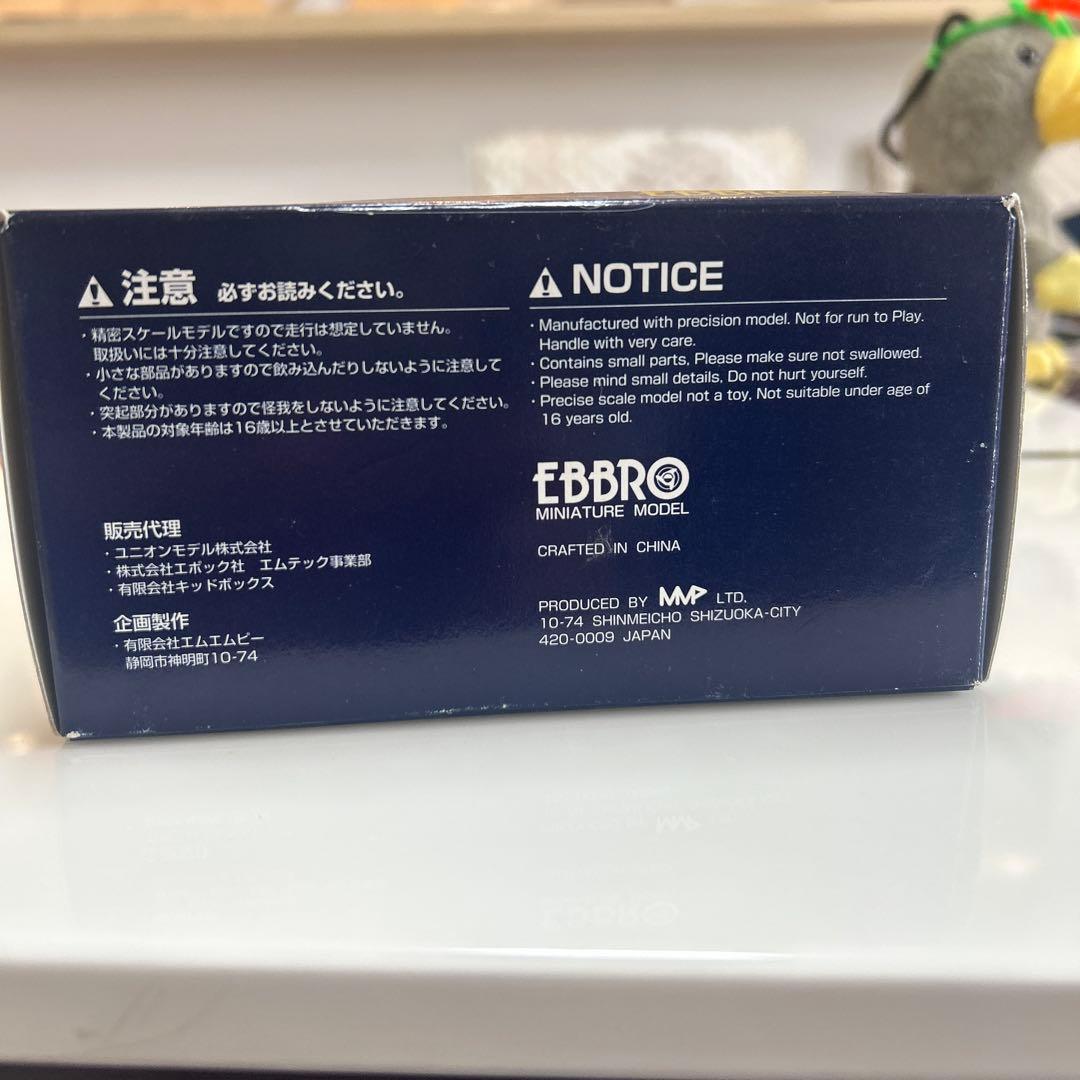 EBBRO
注意 必ずお読みください。
・精密スケールモデルですので走行は想定していません。
取扱いには十分注意してください。
・小さな部品がありますので飲み込んだりしないように注意して
ください。
・突起部分がありますので怪我をしないように注意してください。
・本製品の対象年齢は16歳以上とさせていただきます。
販売代理
・ユニオンモデル株式会社
・株式会社エポック社 エムテック事業部
・有限会社キッドボックス
企画製作
・有限会社エムエムピー
静岡市神明町10-74
NOTICE
・Manufactured with precision model. Not for run to Play.
Handle with very care.
・Contains small parts. Please make sure not swallowed.
・Please mind small details. Do not hurt yourself.
・Precise scale model not a toy. Not suitable under age of
16 years old.
EBBRO
MINIATURE MODEL
CRAFTED IN CHINA
PRODUCED BY MMP LTD.
10-74 SHINMEICHO SHIZUOKA-CITY
420-0009 JAPAN